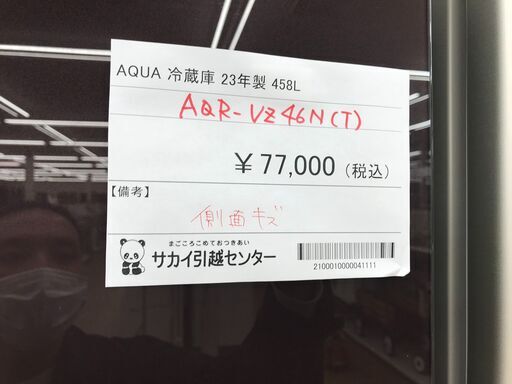 AQUA 冷蔵庫 23年製 458L
AQR-VZ46N(T)
￥77,000（税込）
【備考】
側面キズ
まごころこめておつきあい
サカイ引越センター
2100010000041111